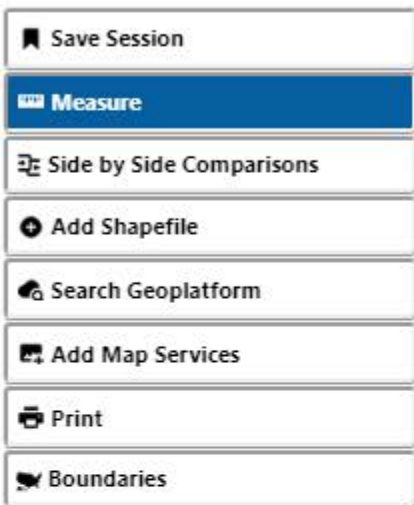 Save Session
Measure
Side by Side Comparisons
Add Shapefile
Search Geoplatform
Add Map Services
Print
Boundaries